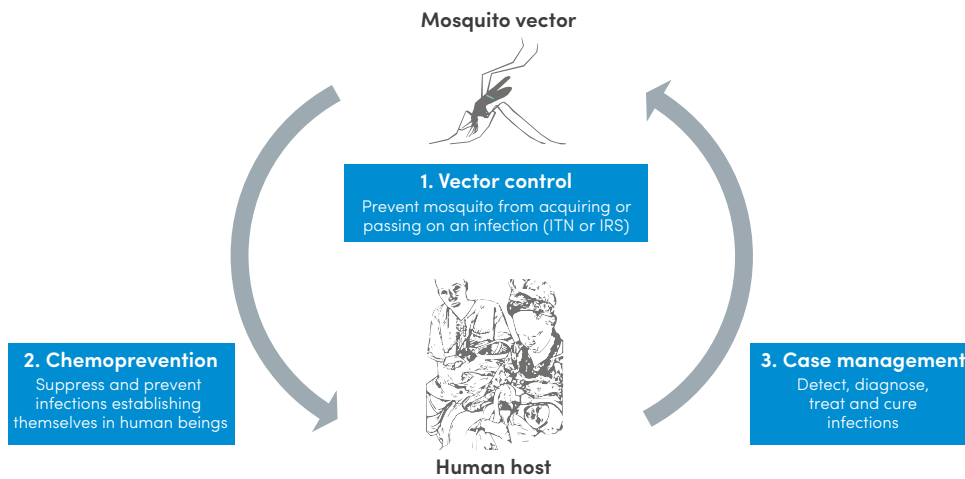 Mosquito vector
1. Vector control
Prevent mosquito from acquiring or
passing on an infection (ITN or IRS)
2. Chemoprevention
Suppress and prevent
infections establishing
themselves in human beings
3. Case management
Detect, diagnose,
treat and cure
infections
Human host